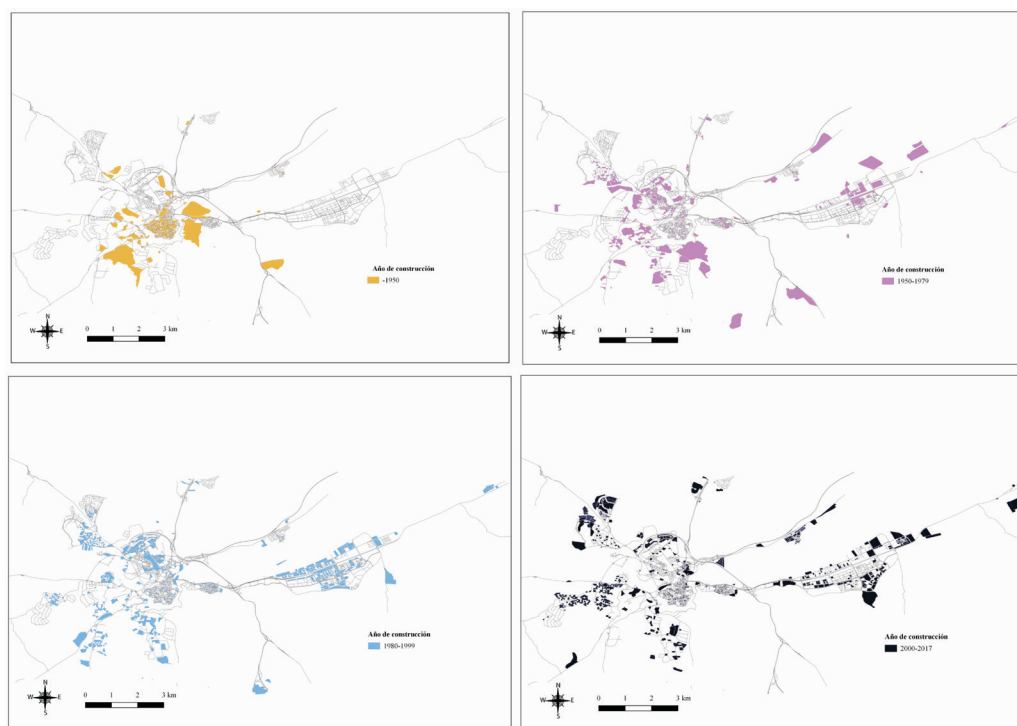 Año de construcción
-1950
N
W E
S
0 1 2 3 km
Año de construcción
1950-1979
N
W E
S
0 1 2 3 km
Año de construcción
1980-1999
N
W E
S
0 1 2 3 km
Año de construcción
2000-2017
N
W E
S
0 1 2 3 km